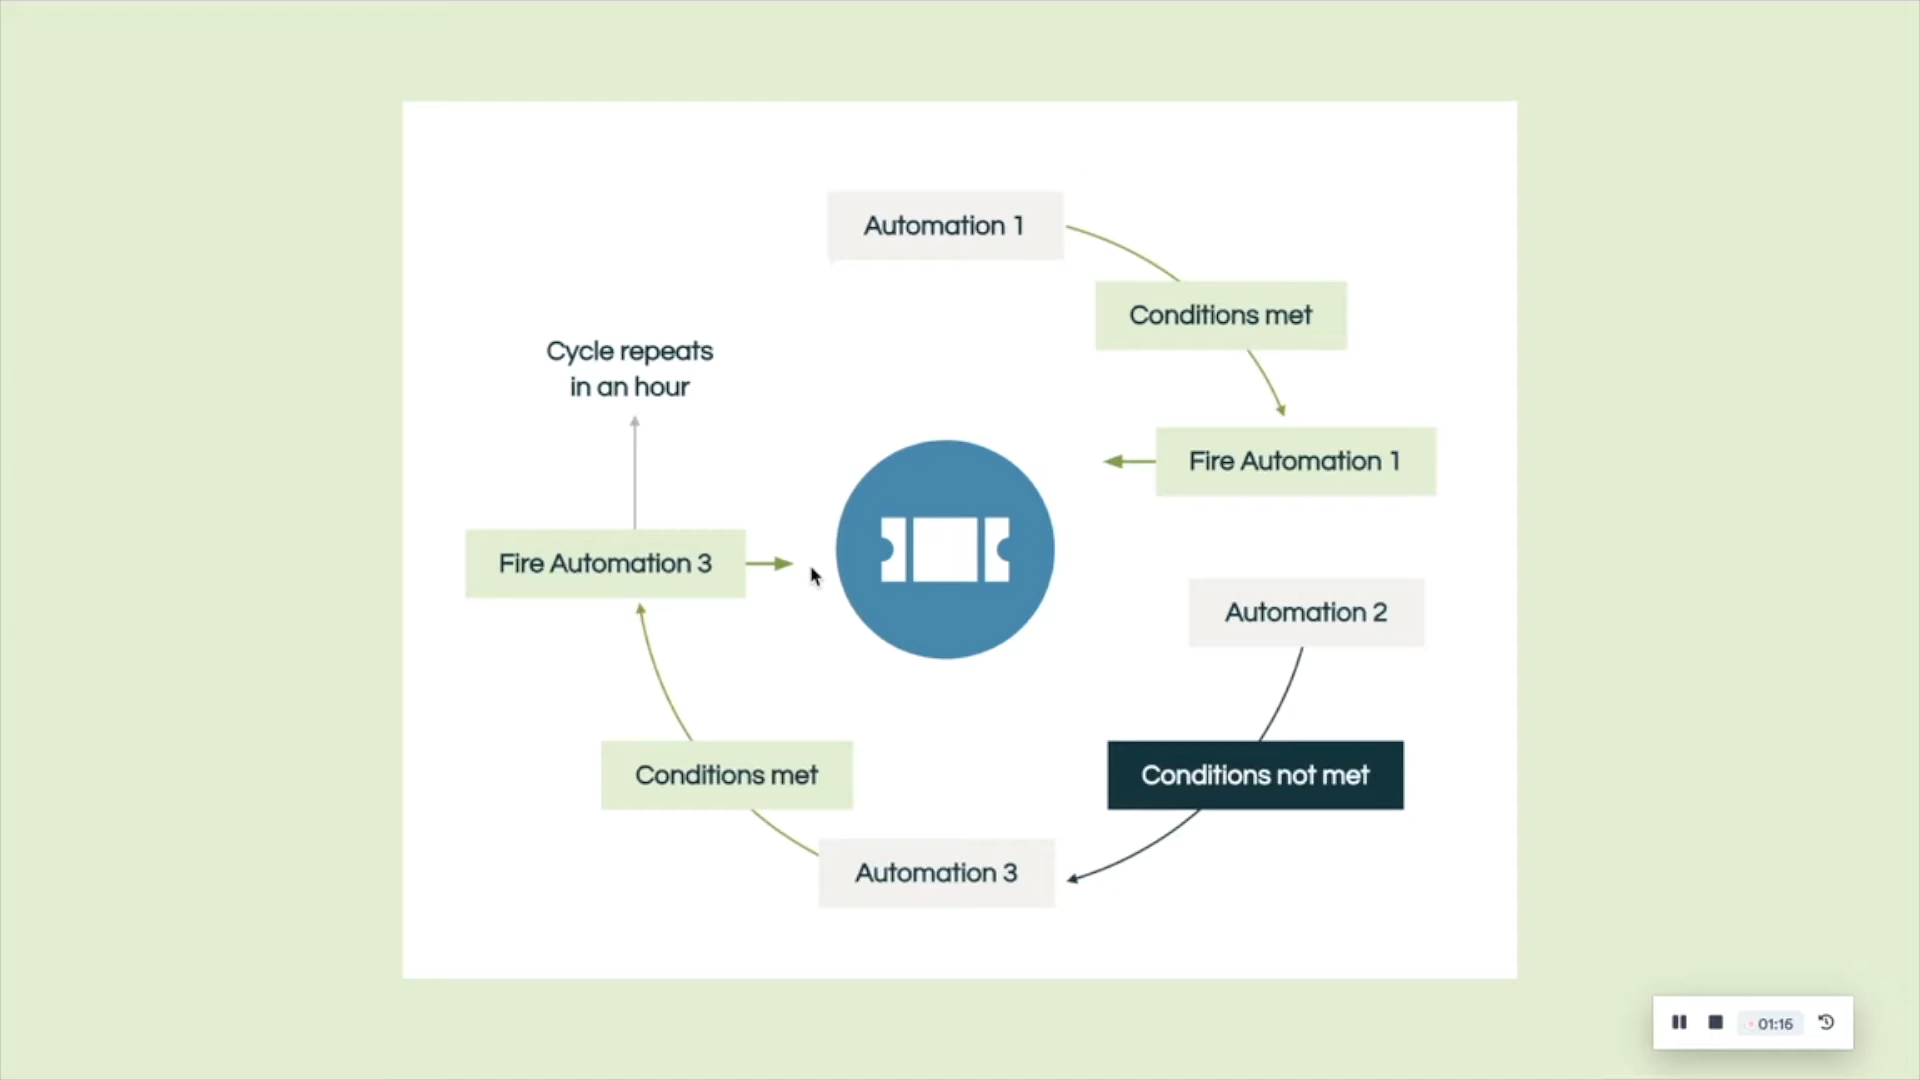 Automation 1
Conditions met
Cycle repeats
in an hour
Fire Automation 1
Fire Automation 3
Automation 2
Conditions met
Conditions not met
Automation 3
01:16